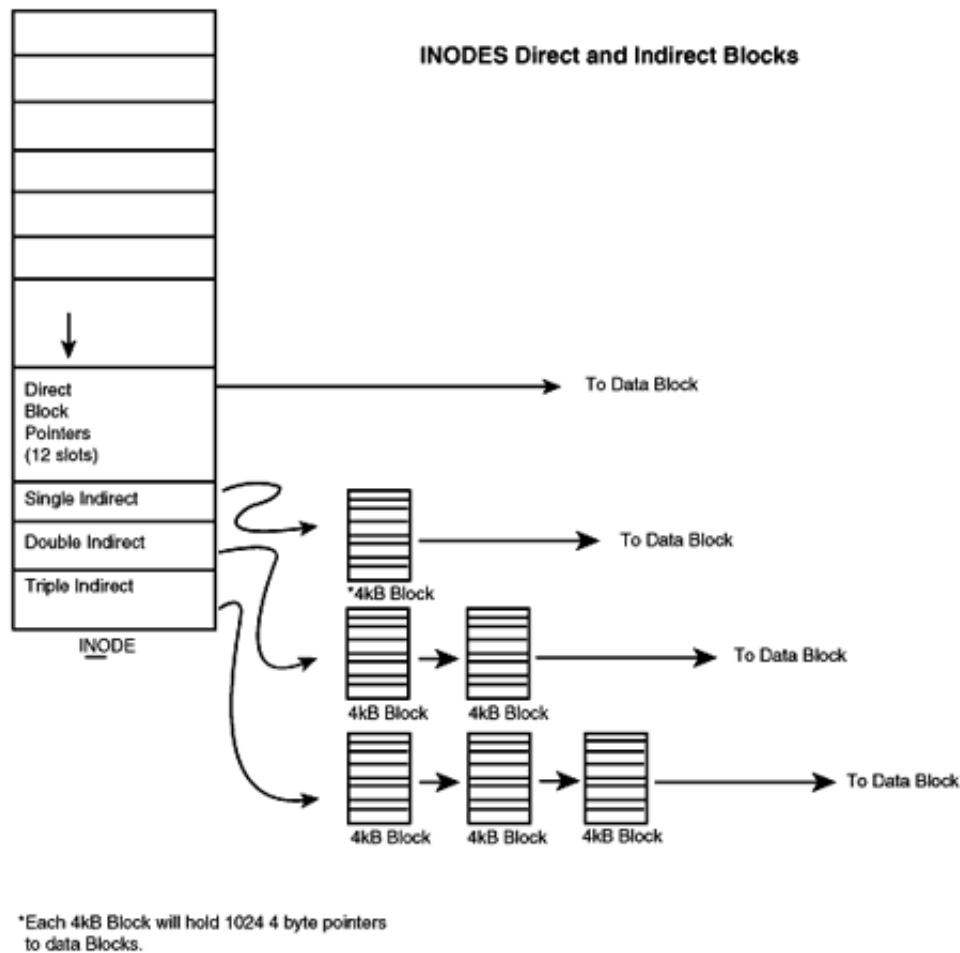 INODES Direct and Indirect Blocks
Direct
Block
Pointers
(12 slots)
To Data Block
Single Indirect
Double Indirect
Triple Indirect
INODE
To Data Block
*4kB Block
To Data Block
4kB Block
4kB Block
To Data Block
4kB Block
4kB Block
4kB Block
*Each 4kB Block will hold 1024 4 byte pointers
to data Blocks.